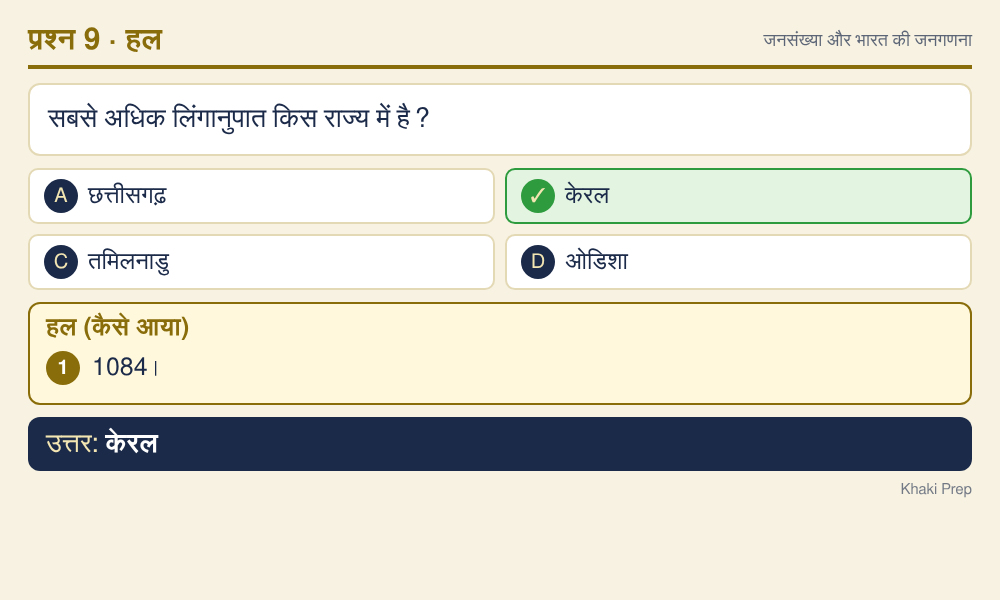 प्रश्न 9 · हल
जनसंख्या और भारत की जनगणना
सबसे अधिक लिंगानुपात किस राज्य में है ?
A छत्तीसगढ़
✓ केरल
C तमिलनाडु
D ओडिशा
हल (कैसे आया)
1 1084।
उत्तर: केरल
Khaki Prep